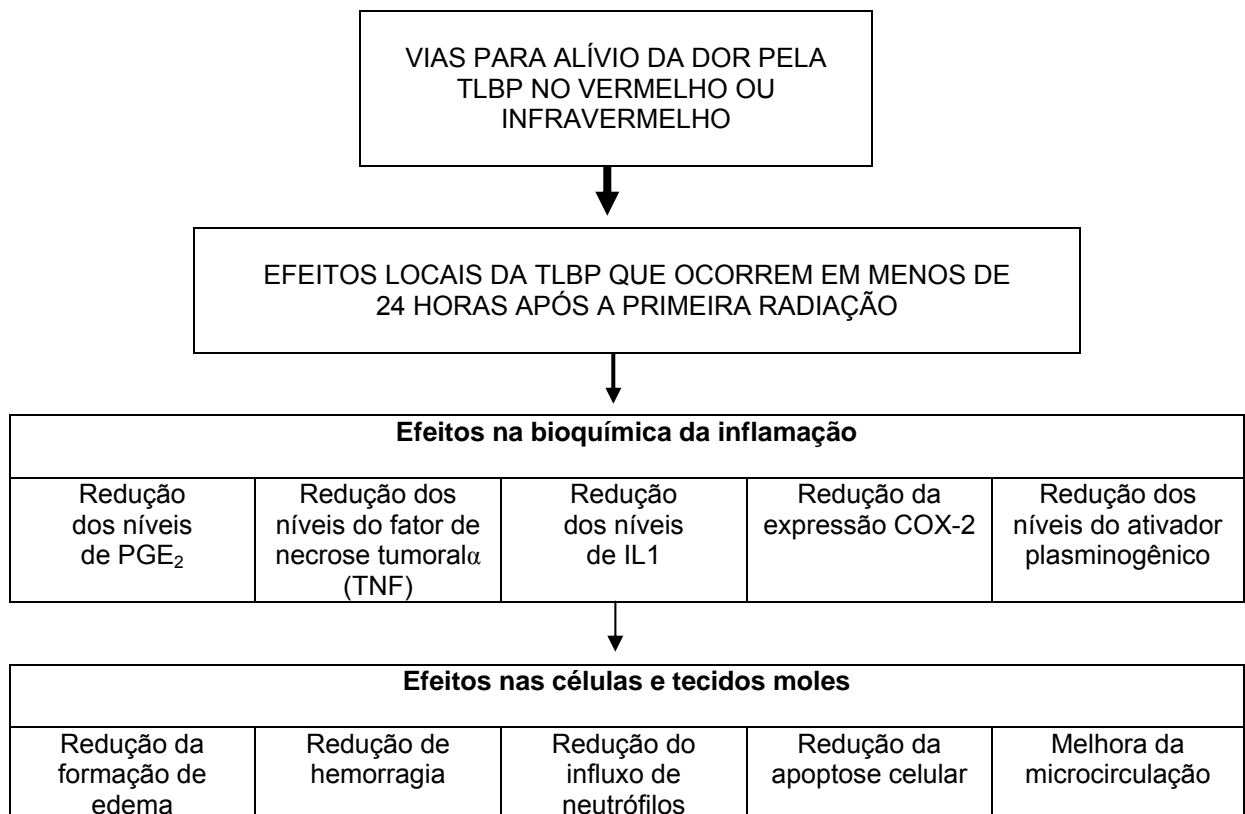 VIAS PARA ALÍVIO DA DOR PELA
TLBP NO VERMELHO OU
INFRAVERMELHO
EFEITOS LOCAIS DA TLBP QUE OCORREM EM MENOS DE
24 HORAS APÓS A PRIMEIRA RADIAÇÃO
Efeitos na bioquímica da inflamação
Redução
dos níveis
de PGE₂
Redução dos
níveis do fator de
necrose tumoralα
(TNF)
Redução
dos níveis
de IL1
Redução da
expressão COX-2
Redução dos
níveis do ativador
plasminogênico
Efeitos nas células e tecidos moles
Redução da
formação de
edema
Redução de
hemorragia
Redução do
influxo de
neutrófilos
Redução da
apoptose celular
Melhora da
microcirculação